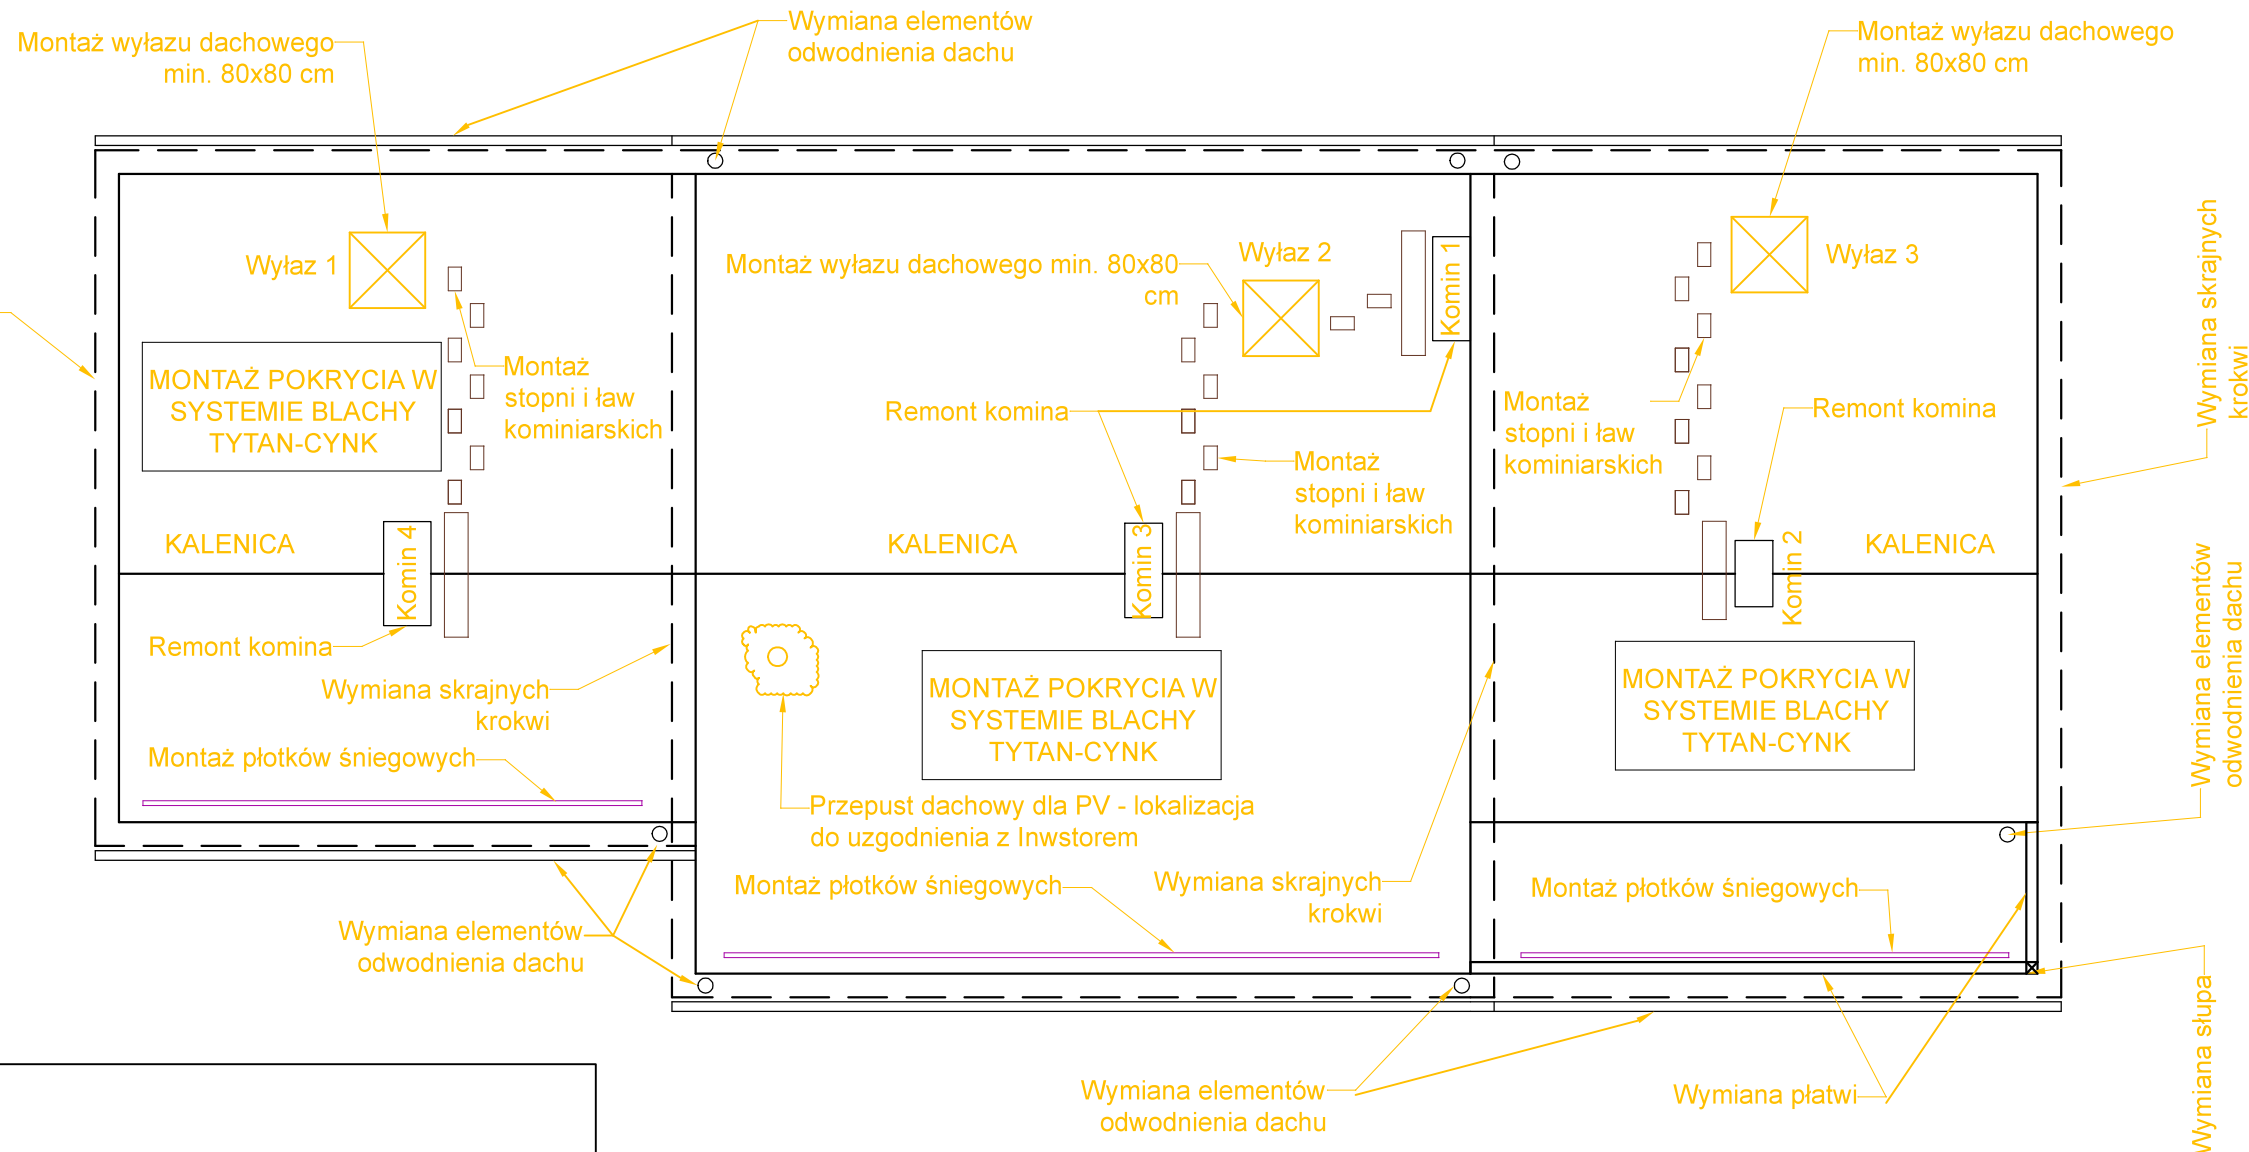 Montaż wyłazu dachowego
min. 80x80 cm
Wymiana elementów
odwodnienia dachu
Montaż wyłazu dachowego
min. 80x80 cm
Wyłaz 1
Montaż wyłazu dachowego min. 80x80
cm
Wyłaz 2
Komin 1
Wyłaz 3
Wymiana skrajnych
krokwi
MONTAŻ POKRYCIA W
SYSTEMIE BLACHY
TYTAN-CYNK
Montaż
stopni i ław
kominiarskich
Remont komina
Montaż
stopni i ław
kominiarskich
Montaż
stopni i ław
kominiarskich
Remont komina
KALENICA
Komin 4
KALENICA
Komin 3
Komin 2
KALENICA
Wymiana elementów
odwodnienia dachu
Remont komina
Wymiana skrajnych
krokwi
MONTAŻ POKRYCIA W
SYSTEMIE BLACHY
TYTAN-CYNK
MONTAŻ POKRYCIA W
SYSTEMIE BLACHY
TYTAN-CYNK
Montaż płotków śniegowych
Przepust dachowy dla PV - lokalizacja
do uzgodnienia z Inwstorem
Montaż płotków śniegowych
Wymiana skrajnych
krokwi
Montaż płotków śniegowych
Wymiana elementów
odwodnienia dachu
Wymiana elementów
odwodnienia dachu
Wymiana płatwi
Wymiana słupa